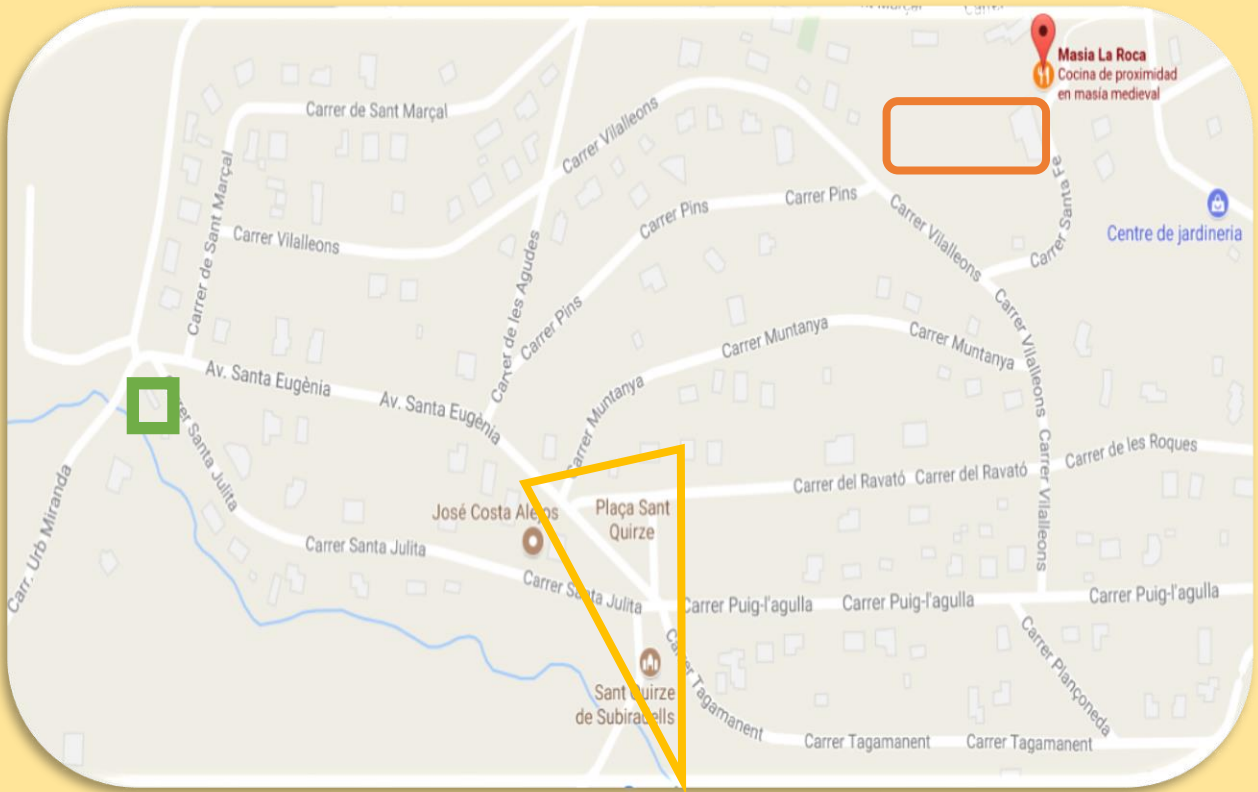 Masia La Roca
Cocina de proximidad
en masía medieval
Carrer de Sant Marçal
Carrer Vilalleons
Carrer de Sant Marçal
Carrer Pins
Carrer Vilalleons
Carrer Santa Fe
Centre de jardineria
Carrer Pins
Carrer Vilalleons
Carrer de les Agudes
Carrer Pins
Carrer Vilalleons
Carrer Muntanya
Carrer Muntanya
Av. Santa Eugènia
Av. Santa Eugènia
Carrer Muntanya
Carrer Santa Julita
Carrer Vilalleons
Carrer de les Roques
Carrer del Ravató
Carrer del Ravató
José Costa Alejos
Plaça Sant
Quirze
Carr. Urb Miranda
Carrer Santa Julita
Carrer Santa Julita
Carrer Puig-l'agulla
Carrer Puig-l'agulla
Carrer Puig-l'agulla
Sant Quirze
de Subiradells
Carrer Tagamanent
Carrer Plançoneda
Carrer Tagamanent
Carrer Tagamanent